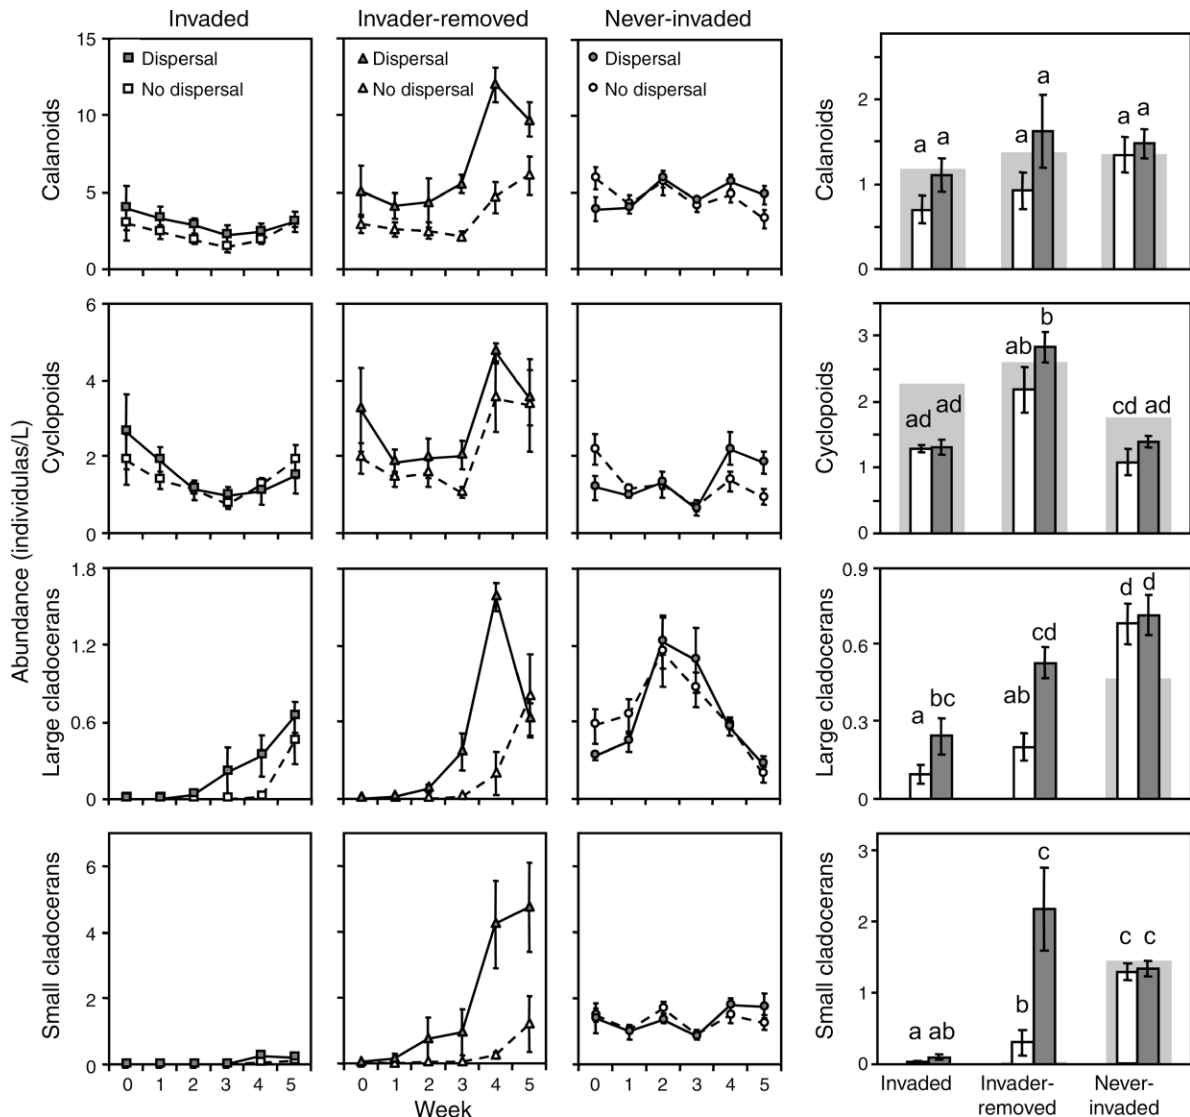 Invaded
Invader-removed
Never-invaded
Dispersal
No dispersal
Dispersal
No dispersal
Dispersal
No dispersal
Abundance (individulas/L)
Calanoids
15
10
5
0
Calanoids
2
1
0
a a
a a
a a
Cyclopoids
6
4
2
0
Cyclopoids
3
2
1
0
ad ad
ab b
cd ad
Large cladocerans
1.8
1.2
0.6
0
Large cladocerans
0.9
0.6
0.3
0
a bc
ab cd
d d
Small cladocerans
6
4
2
0
Small cladocerans
3
2
1
0
a ab
b c
c c
0 1 2 3 4 5
0 1 2 3 4 5
0 1 2 3 4 5
Week
Invaded
Invader-
removed
Never-
invaded